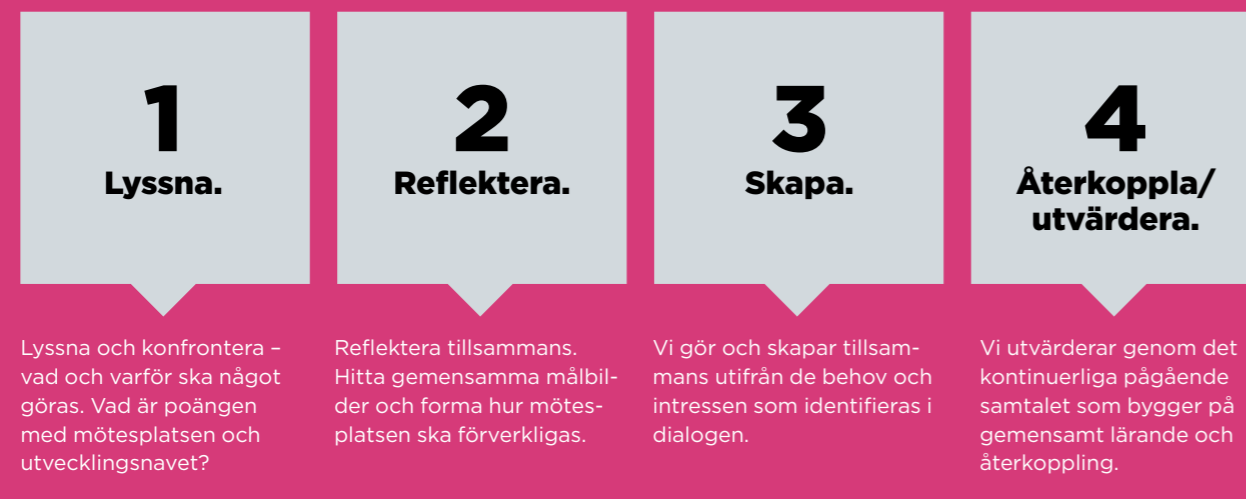 1
Lyssna.
Lyssna och konfrontera –
vad och varför ska något
göras. Vad är poängen
med mötesplatsen och
utvecklingsnavet?
2
Reflektera.
Reflektera tillsammans.
Hitta gemensamma målbil-
der och forma hur mötes-
platsen ska förverkligas.
3
Skapa.
Vi gör och skapar tillsam-
mans utifrån de behov och
intressen som identifieras i
dialogen.
4
Återkoppla/
utvärdera.
Vi utvärderar genom det
kontinuerliga pågående
samtalet som bygger på
gemensamt lärande och
återkoppling.